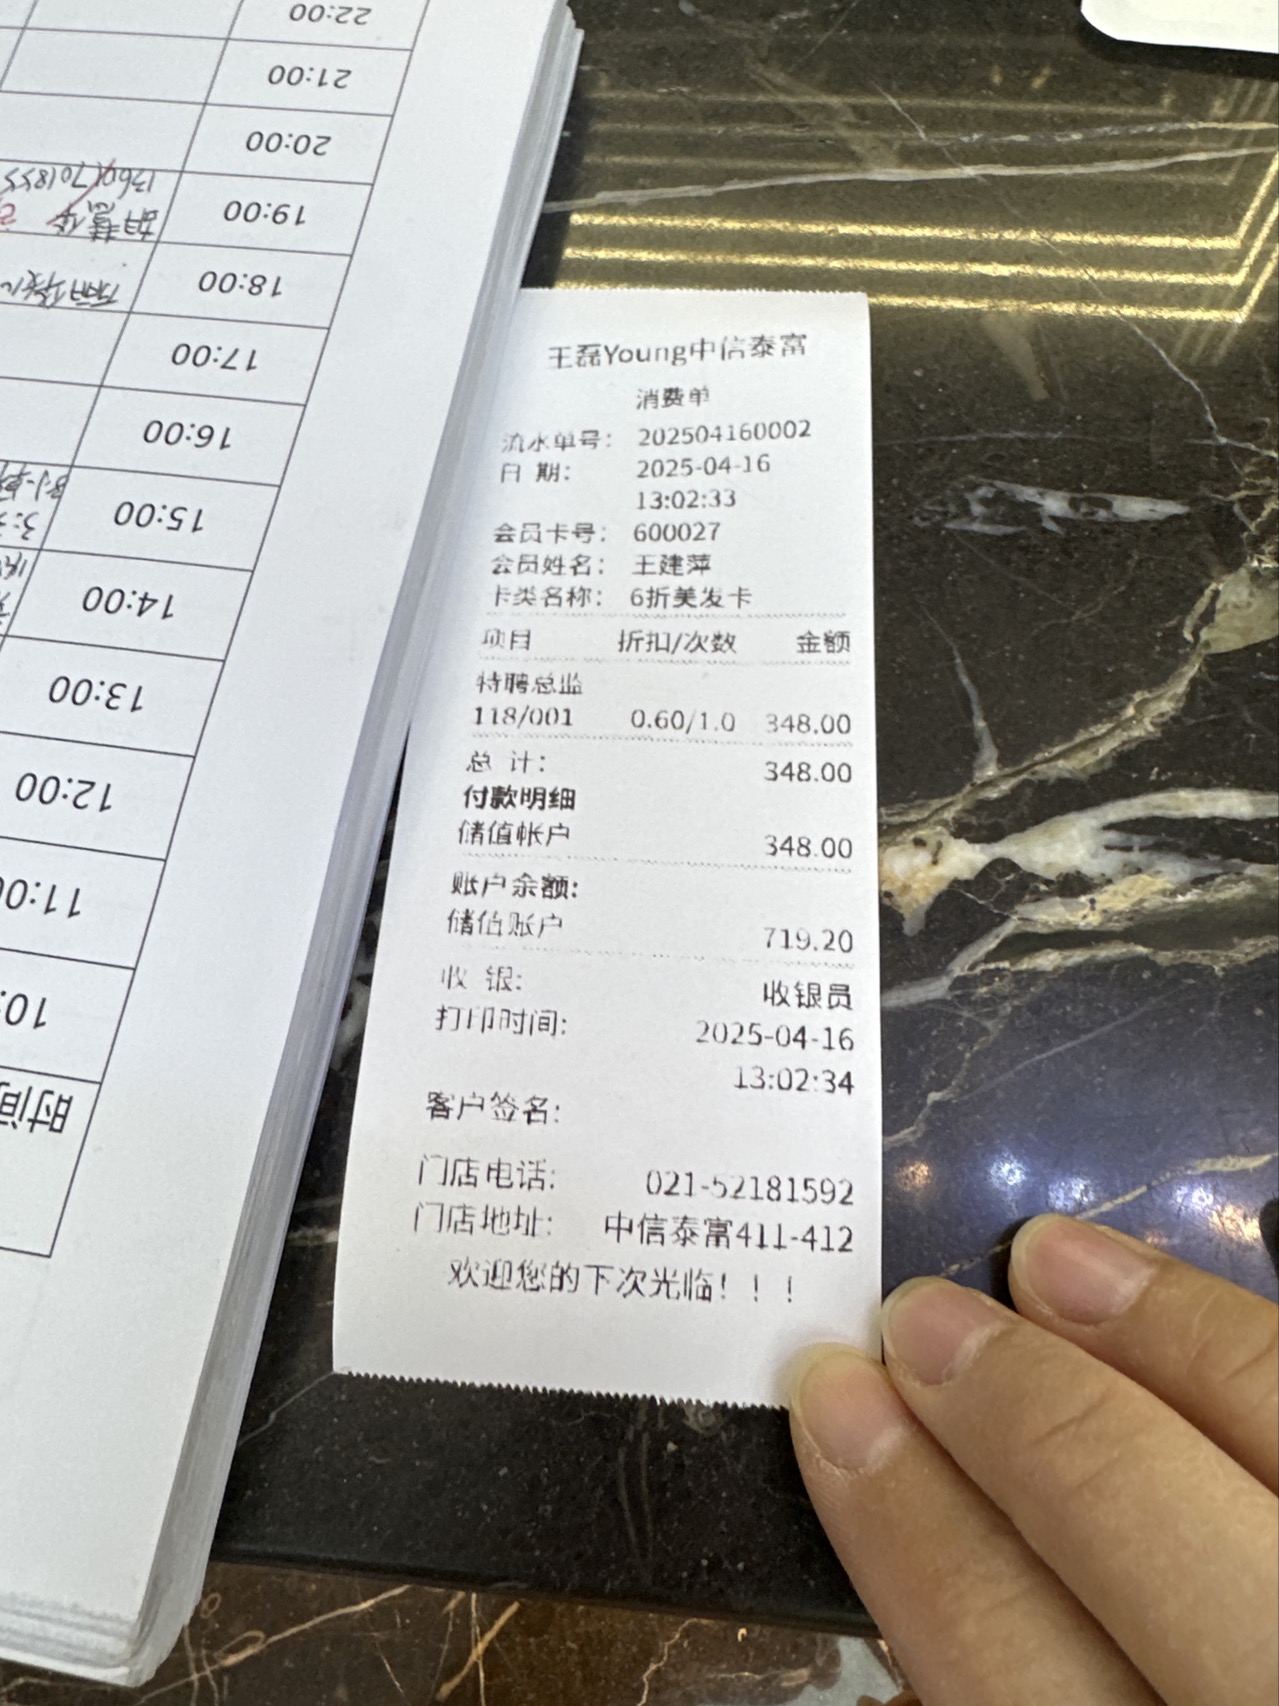 王磊Young中信泰富
消费单
流水单号: 202504160002
日 期: 2025-04-16
13:02:33
会员卡号: 600027
会员姓名: 王建萍
卡类名称: 6折美发卡
项目 折扣/次数 金额
特聘总监
118/001 0.60/1.0 348.00
总 计: 348.00
付款明细
储值帐户 348.00
账户余额:
储值账户 719.20
收 银: 收银员
打印时间: 2025-04-16
13:02:34
客户签名:
门店电话: 021-52181592
门店地址: 中信泰富411-412
欢迎您的下次光临！！！
时间
10:
11:00
12:00
13:00
14:00
15:00
16:00
17:00
18:00
19:00
20:00
21:00
22:00